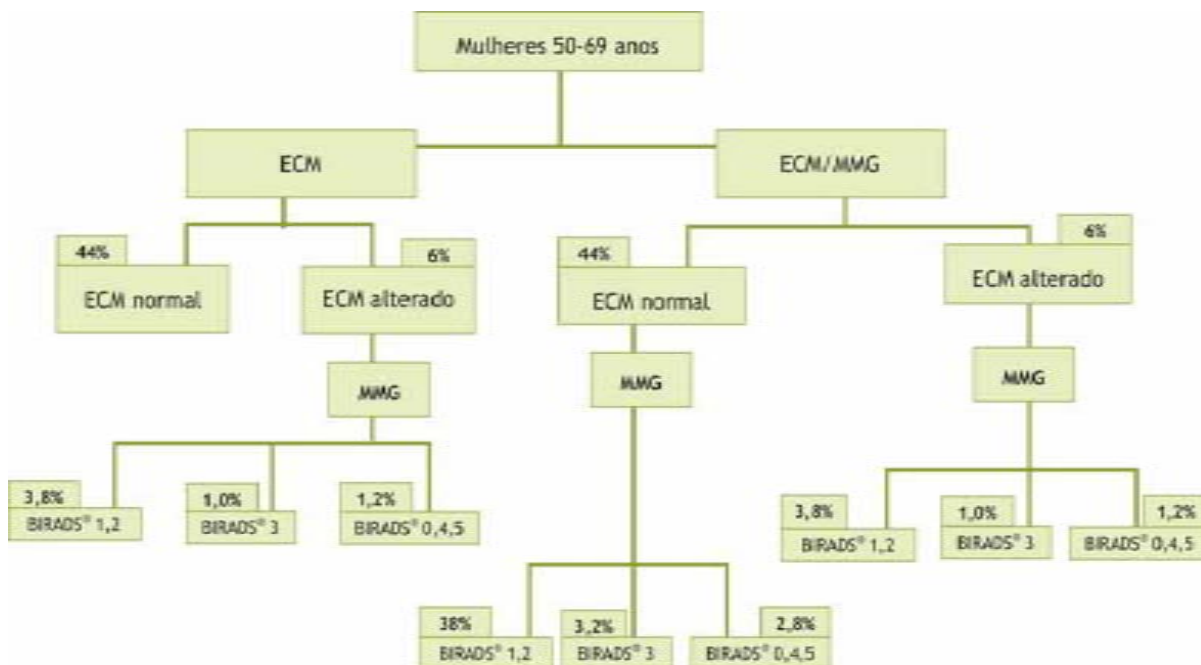 Mulheres 50-69 anos
ECM
ECM/MMG
44%
ECM normal
6%
ECM alterado
44%
ECM normal
6%
ECM alterado
MMG
MMG
MMG
3,8%
BIRADS® 1,2
1,0%
BIRADS® 3
1,2%
BIRADS® 0,4,5
3,8%
BIRADS® 1,2
1,0%
BIRADS® 3
1,2%
BIRADS® 0,4,5
38%
BIRADS® 1,2
3,2%
BIRADS® 3
2,8%
BIRADS® 0,4,5